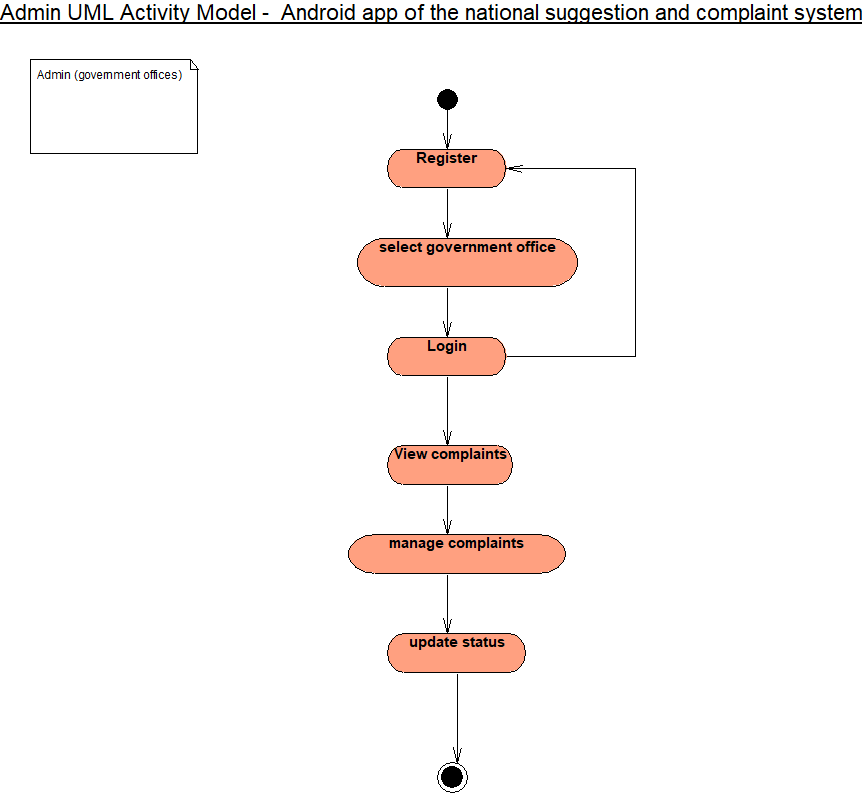 Admin UML Activity Model -  Android app of the national suggestion and complaint system
Admin (government offices)
Register
select government office
Login
View complaints
manage complaints
update status